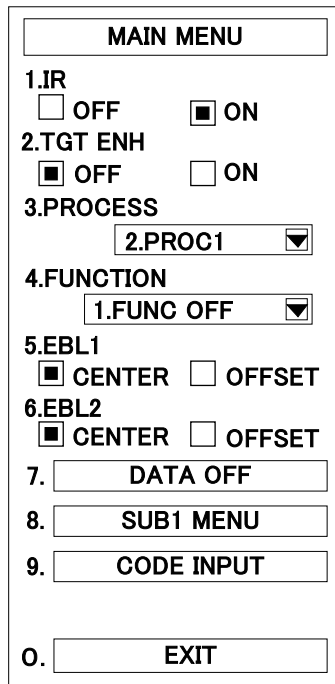 MAIN MENU
1.IR
OFF ON
2.TGT ENH
OFF ON
3.PROCESS
2.PROC1
4.FUNCTION
1.FUNC OFF
5.EBL1
CENTER OFFSET
6.EBL2
CENTER OFFSET
7. DATA OFF
8. SUB1 MENU
9. CODE INPUT
O. EXIT